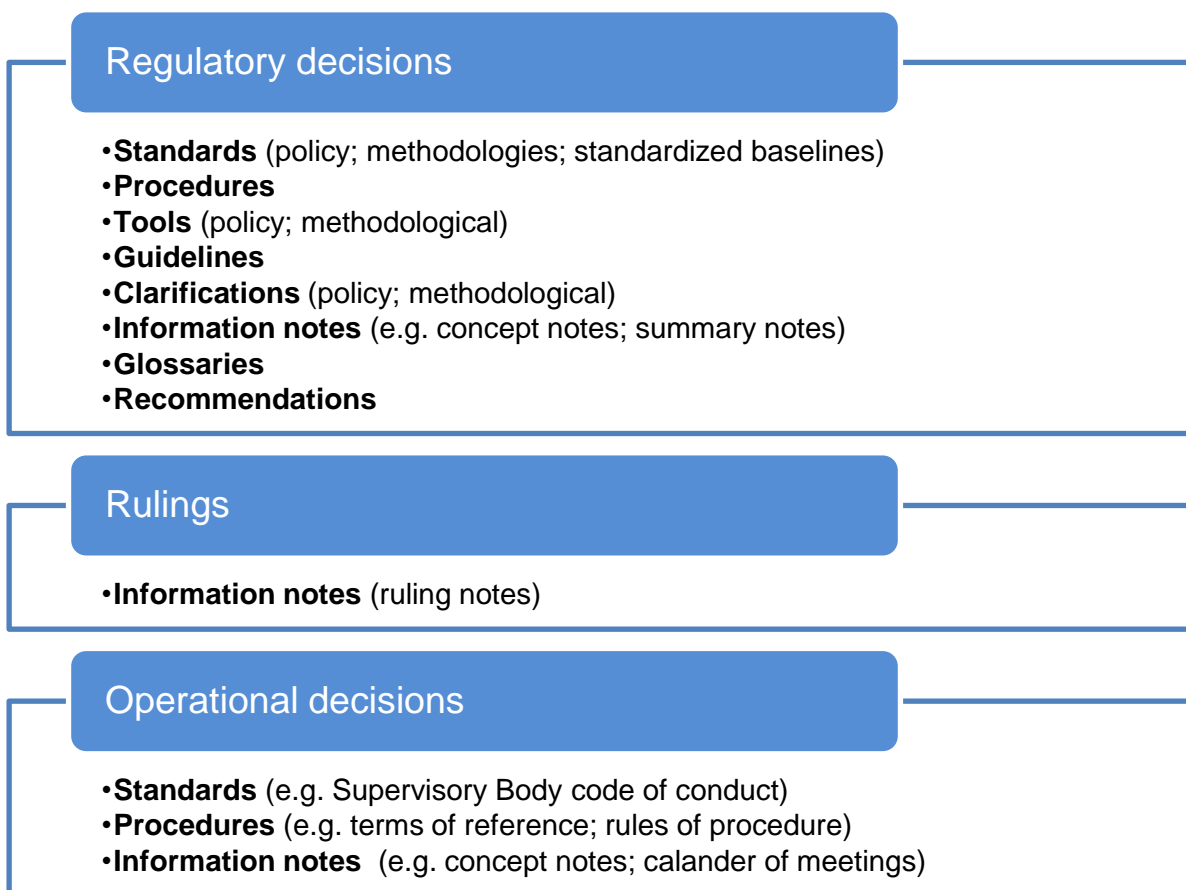 Regulatory decisions
•Standards (policy; methodologies; standardized baselines)
•Procedures
•Tools (policy; methodological)
•Guidelines
•Clarifications (policy; methodological)
•Information notes (e.g. concept notes; summary notes)
•Glossaries
•Recommendations
Rulings
•Information notes (ruling notes)
Operational decisions
•Standards (e.g. Supervisory Body code of conduct)
•Procedures (e.g. terms of reference; rules of procedure)
•Information notes  (e.g. concept notes; calander of meetings)